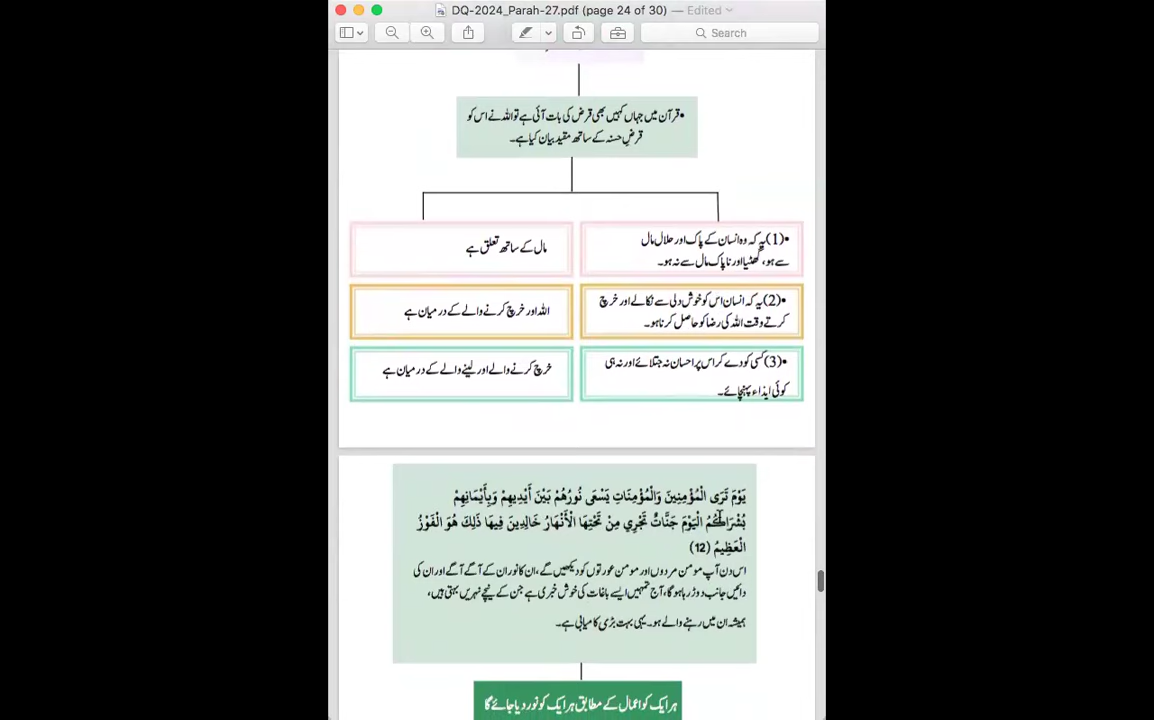 DQ-2024_Parah-27.pdf (page 24 of 30) — Edited
Search
•قرآن میں جہاں کہیں بھی قرض کی بات آئی ہے تو اللہ نے اس کو
قرضِ حسنہ کے ساتھ مقید بیان کیا ہے۔
•(1) یہ کہ وہ انسان کے پاک اور حلال مال
سے ہو، گھٹیا اور ناپاک مال سے نہ ہو۔
مال کے ساتھ تعلق ہے
•(2) یہ کہ انسان اس کو خوش دلی سے نکالے اور خرچ
کرتے وقت اللہ کی رضا کو حاصل کرنا ہو۔
اللہ اور خرچ کرنے والے کے درمیان ہے
•(3) کسی کو دے کر اس پر احسان نہ جتلائے اور نہ ہی
کوئی ایذاء پہنچائے۔
خرچ کرنے والے اور لینے والے کے درمیان ہے
يَوْمَ تَرَى الْمُؤْمِنِينَ وَالْمُؤْمِنَاتِ يَسْعَى نُورُهُمْ بَيْنَ أَيْدِيهِمْ وَبِأَيْمَانِهِمْ
بُشْرَاكُمُ الْيَوْمَ جَنَّاتٌ تَجْرِي مِنْ تَحْتِهَا الْأَنْهَارُ خَالِدِينَ فِيهَا ذَلِكَ هُوَ الْفَوْزُ
الْعَظِيمُ (12)
اس دن آپ مومن مردوں اور مومن عورتوں کو دیکھیں گے، ان کا نور ان کے آگے آگے اور ان کی
دائیں جانب دوڑ رہا ہوگا، آج تمہیں ایسے باغات کی خوش خبری ہے جن کے نیچے نہریں بہتی ہیں،
ہمیشہ ان میں رہنے والے ہو۔ یہی بہت بڑی کامیابی ہے۔
ہر ایک کو اعمال کے مطابق ہر ایک کو نور دیا جائے گا